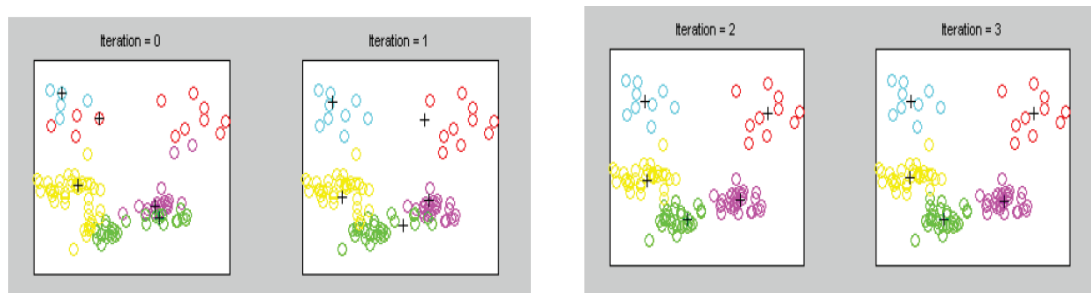 Iteration = 0
Iteration = 1
Iteration = 2
Iteration = 3